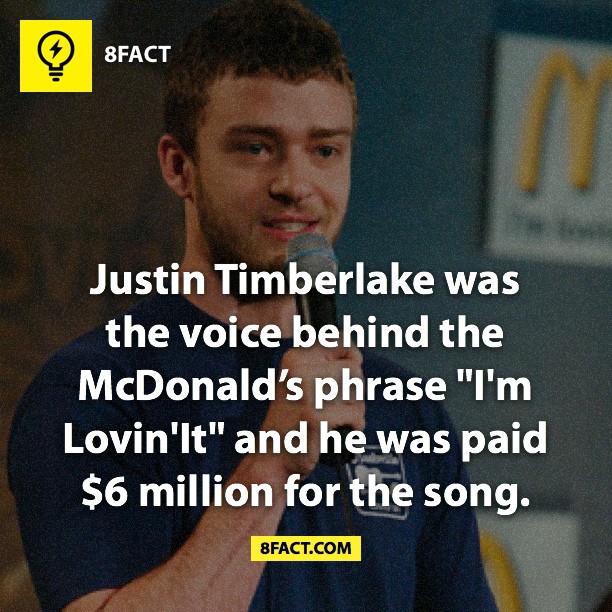 8FACT
Justin Timberlake was
the voice behind the
McDonald’s phrase "I'm
Lovin'It" and he was paid
$6 million for the song.
8FACT.COM